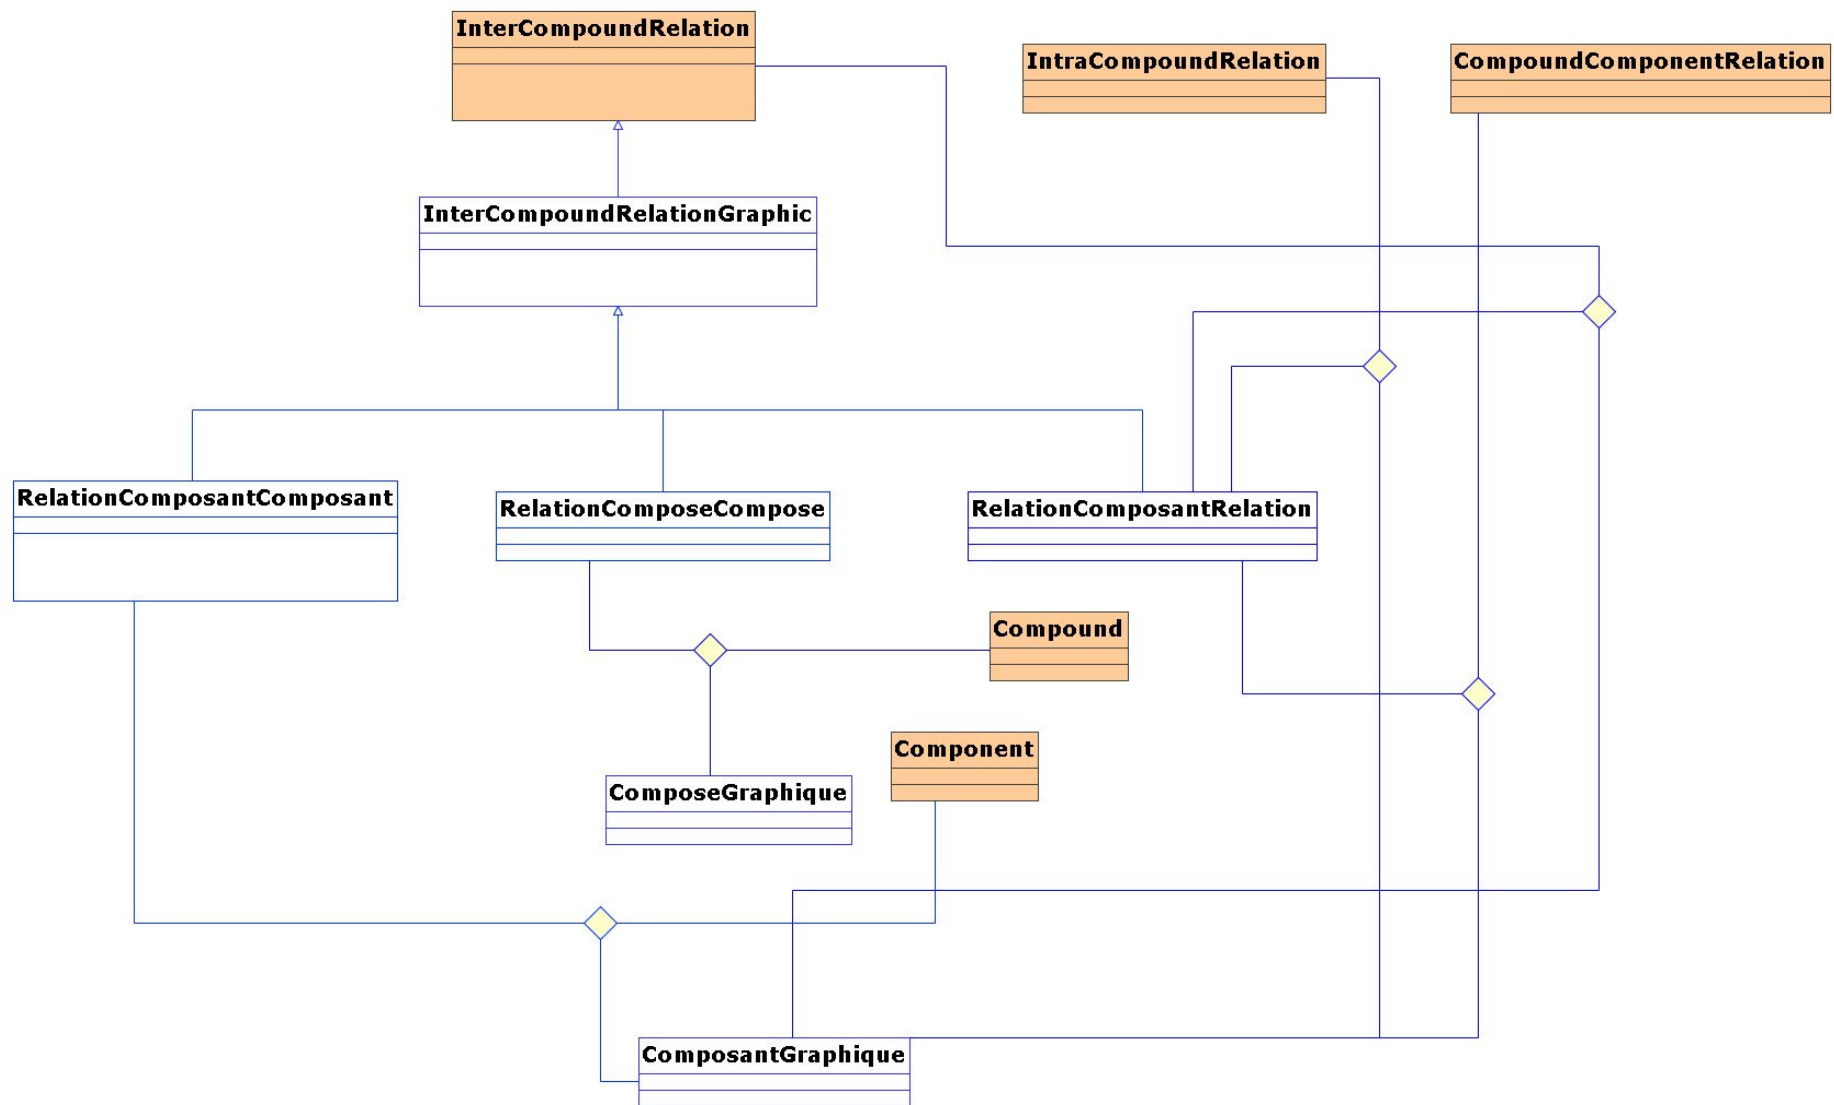 InterCompoundRelation
IntraCompoundRelation
CompoundComponentRelation
InterCompoundRelationGraphic
RelationComposantComposant
RelationComposeCompose
RelationComposantRelation
Compound
Component
ComposeGraphique
ComposantGraphique